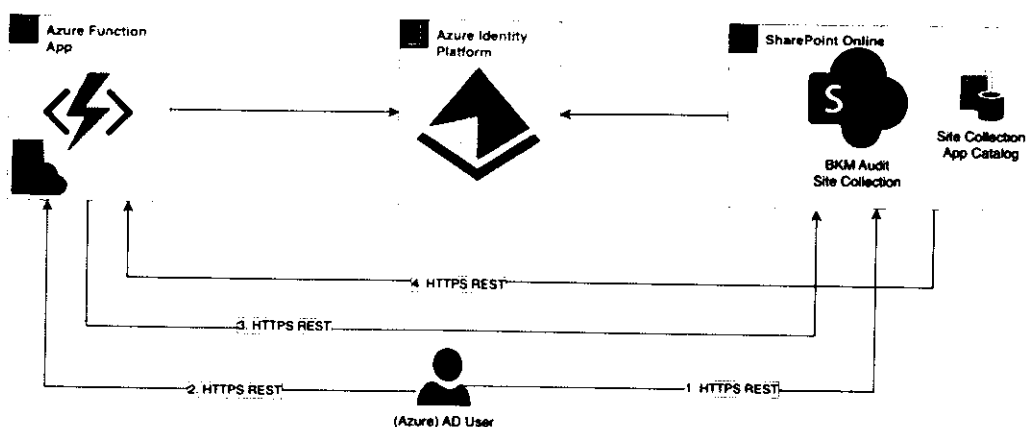 Azure Function
App
Azure Identity
Platform
SharePoint Online
S
Site Collection
App Catalog
BKM Audit
Site Collection
4. HTTPS REST
3. HTTPS REST
2. HTTPS REST
1. HTTPS REST
(Azure) AD User